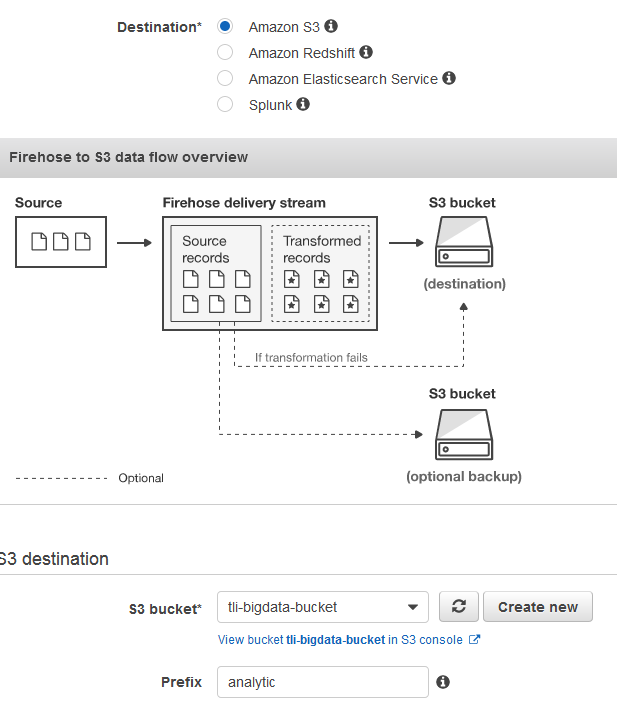 Destination* Amazon S3
Amazon Redshift
Amazon Elasticsearch Service
Splunk
Firehose to S3 data flow overview
Source Firehose delivery stream S3 bucket
Source Transformed
records records
(destination)
If transformation fails
S3 bucket
(optional backup)
Optional
S3 destination
S3 bucket* tli-bigdata-bucket Create new
View bucket tli-bigdata-bucket in S3 console
Prefix analytic